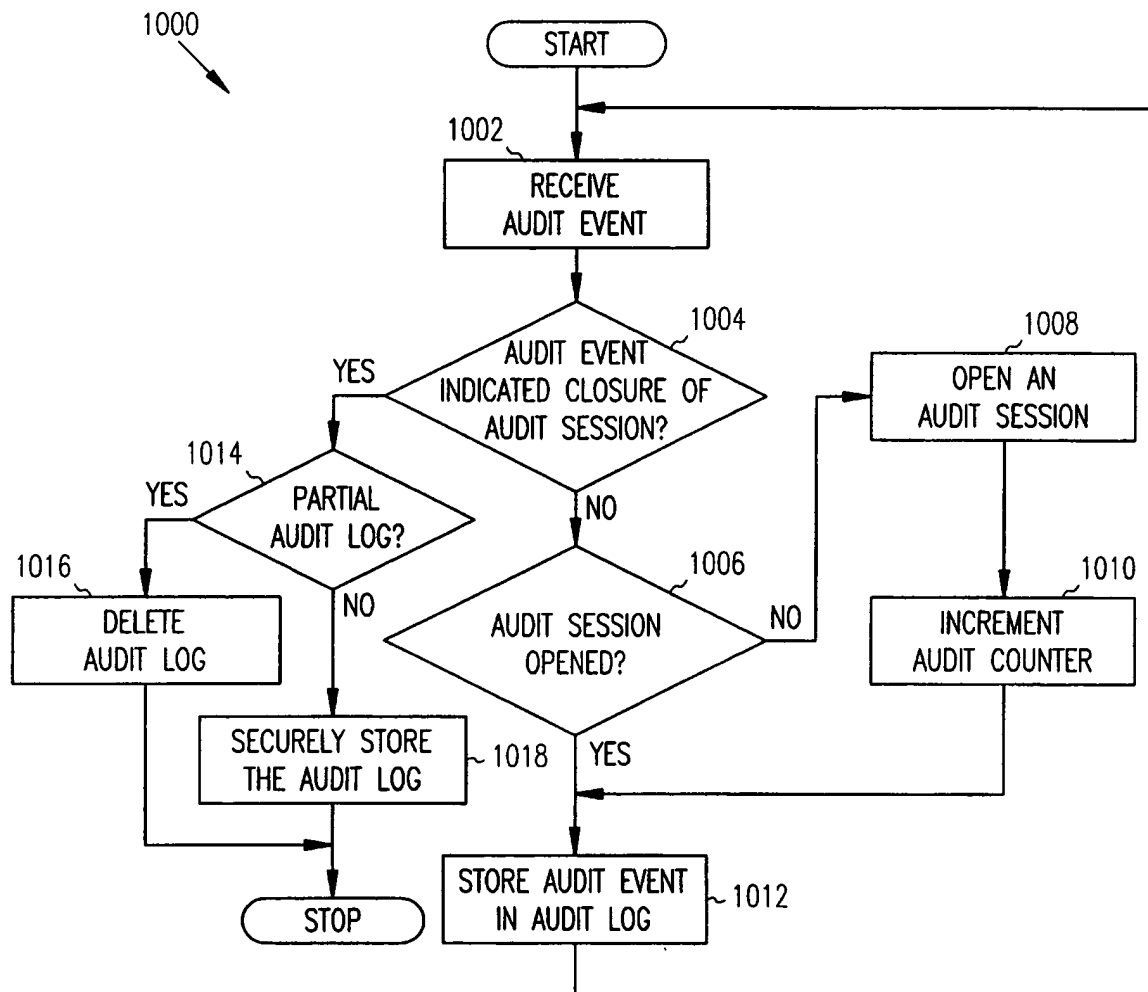 1000
START
1002
RECEIVE
AUDIT EVENT
1004
AUDIT EVENT
INDICATED CLOSURE OF
AUDIT SESSION?
YES
NO
1008
OPEN AN
AUDIT SESSION
1014
PARTIAL
AUDIT LOG?
YES
NO
1006
AUDIT SESSION
OPENED?
NO
YES
1010
INCREMENT
AUDIT COUNTER
1016
DELETE
AUDIT LOG
SECURELY STORE
THE AUDIT LOG
1018
STORE AUDIT EVENT
IN AUDIT LOG
1012
STOP